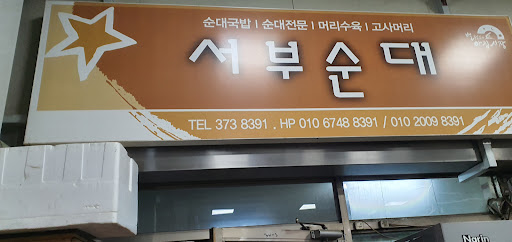 순대국밥 | 순대전문 | 머리수육 | 고사머리
서부순대
TEL 373 8391 . HP 010 6748 8391 / 010 2009 8391